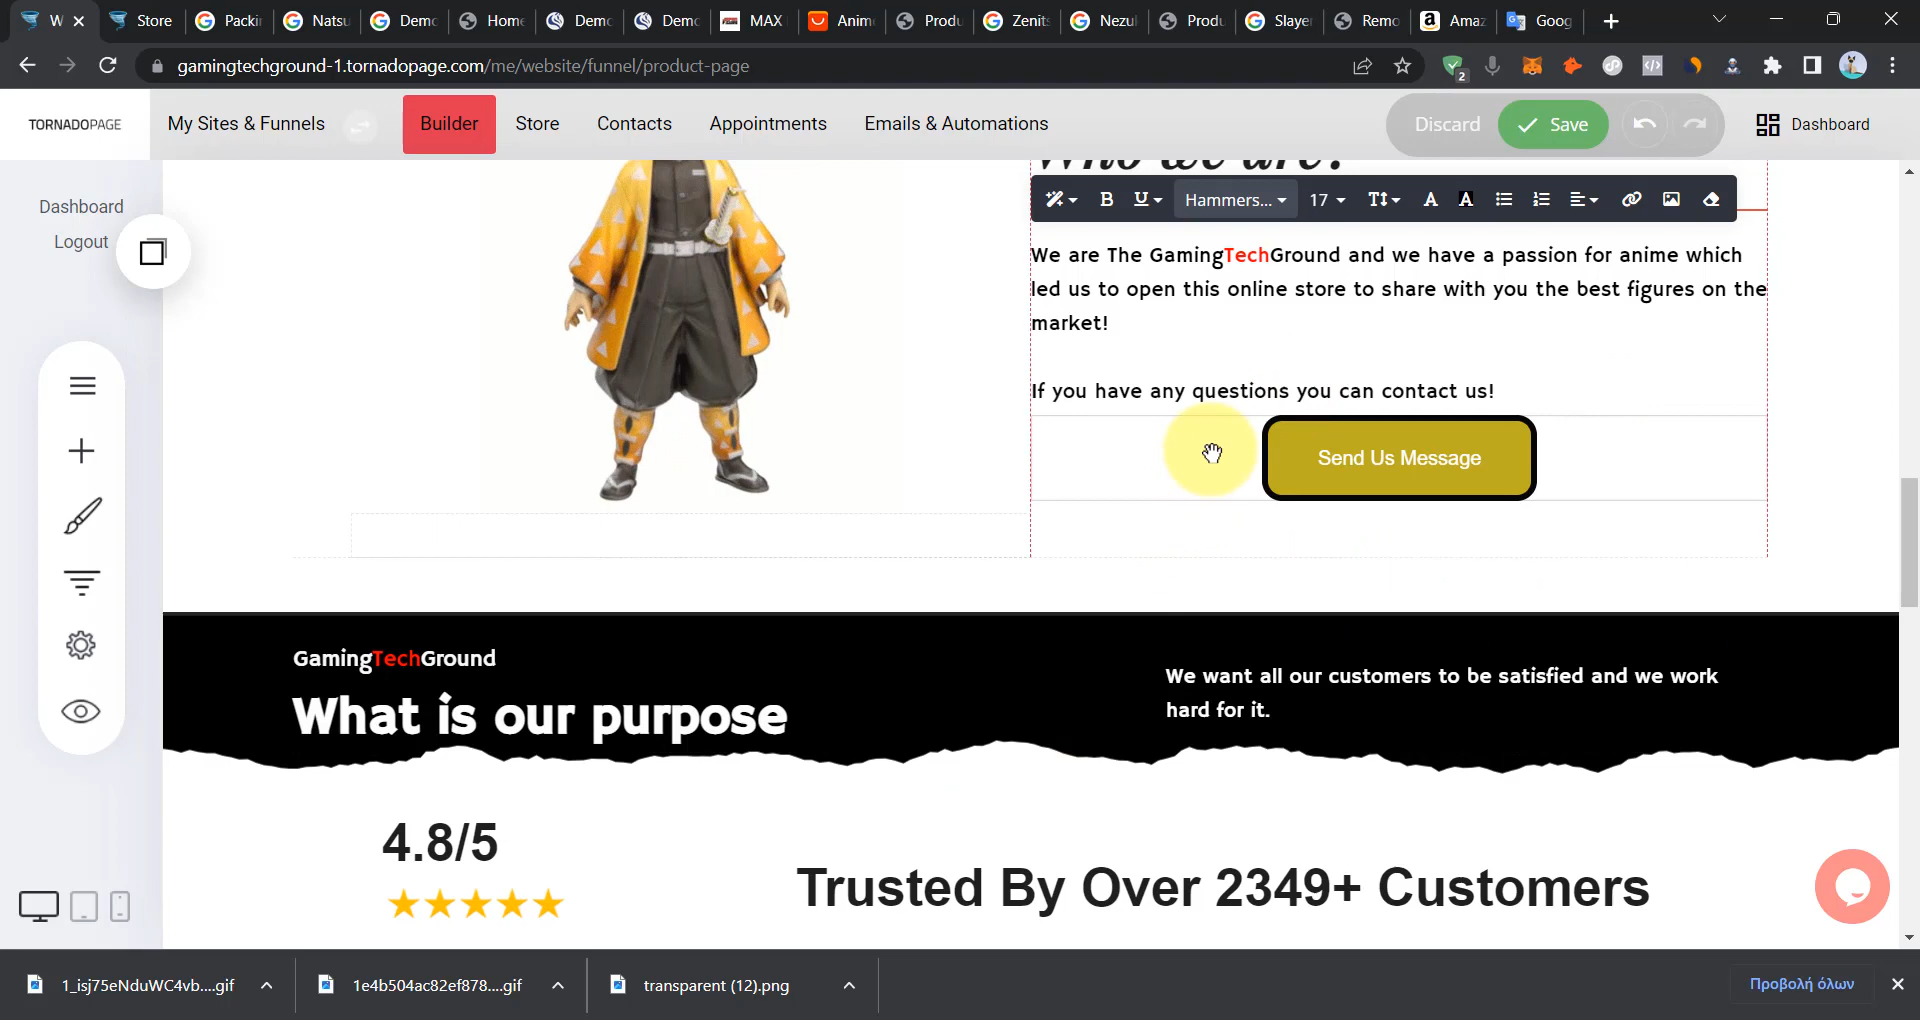 W
Store
Packi
Natsu
Demo
Home
Demo
Demo
MAX
Anim
Produ
Zenits
Nezuk
Produ
Slayer
Remo
Amaz
Goog
gamingtechground-1.tornadopage.com/me/website/funnel/product-page
2
TORNADOPAGE
My Sites & Funnels
Builder
Store
Contacts
Appointments
Emails & Automations
Discard
Save
Dashboard
Dashboard
Logout
Who we are?
B U Hammers... 17 A A
We are The GamingTechGround and we have a passion for anime which
led us to open this online store to share with you the best figures on the
market!
If you have any questions you can contact us!
Send Us Message
GamingTechGround
What is our purpose
We want all our customers to be satisfied and we work
hard for it.
4.8/5
Trusted By Over 2349+ Customers
1_isj75eNduWC4vb....gif
1e4b504ac82ef878....gif
transparent (12).png
Προβολή όλων